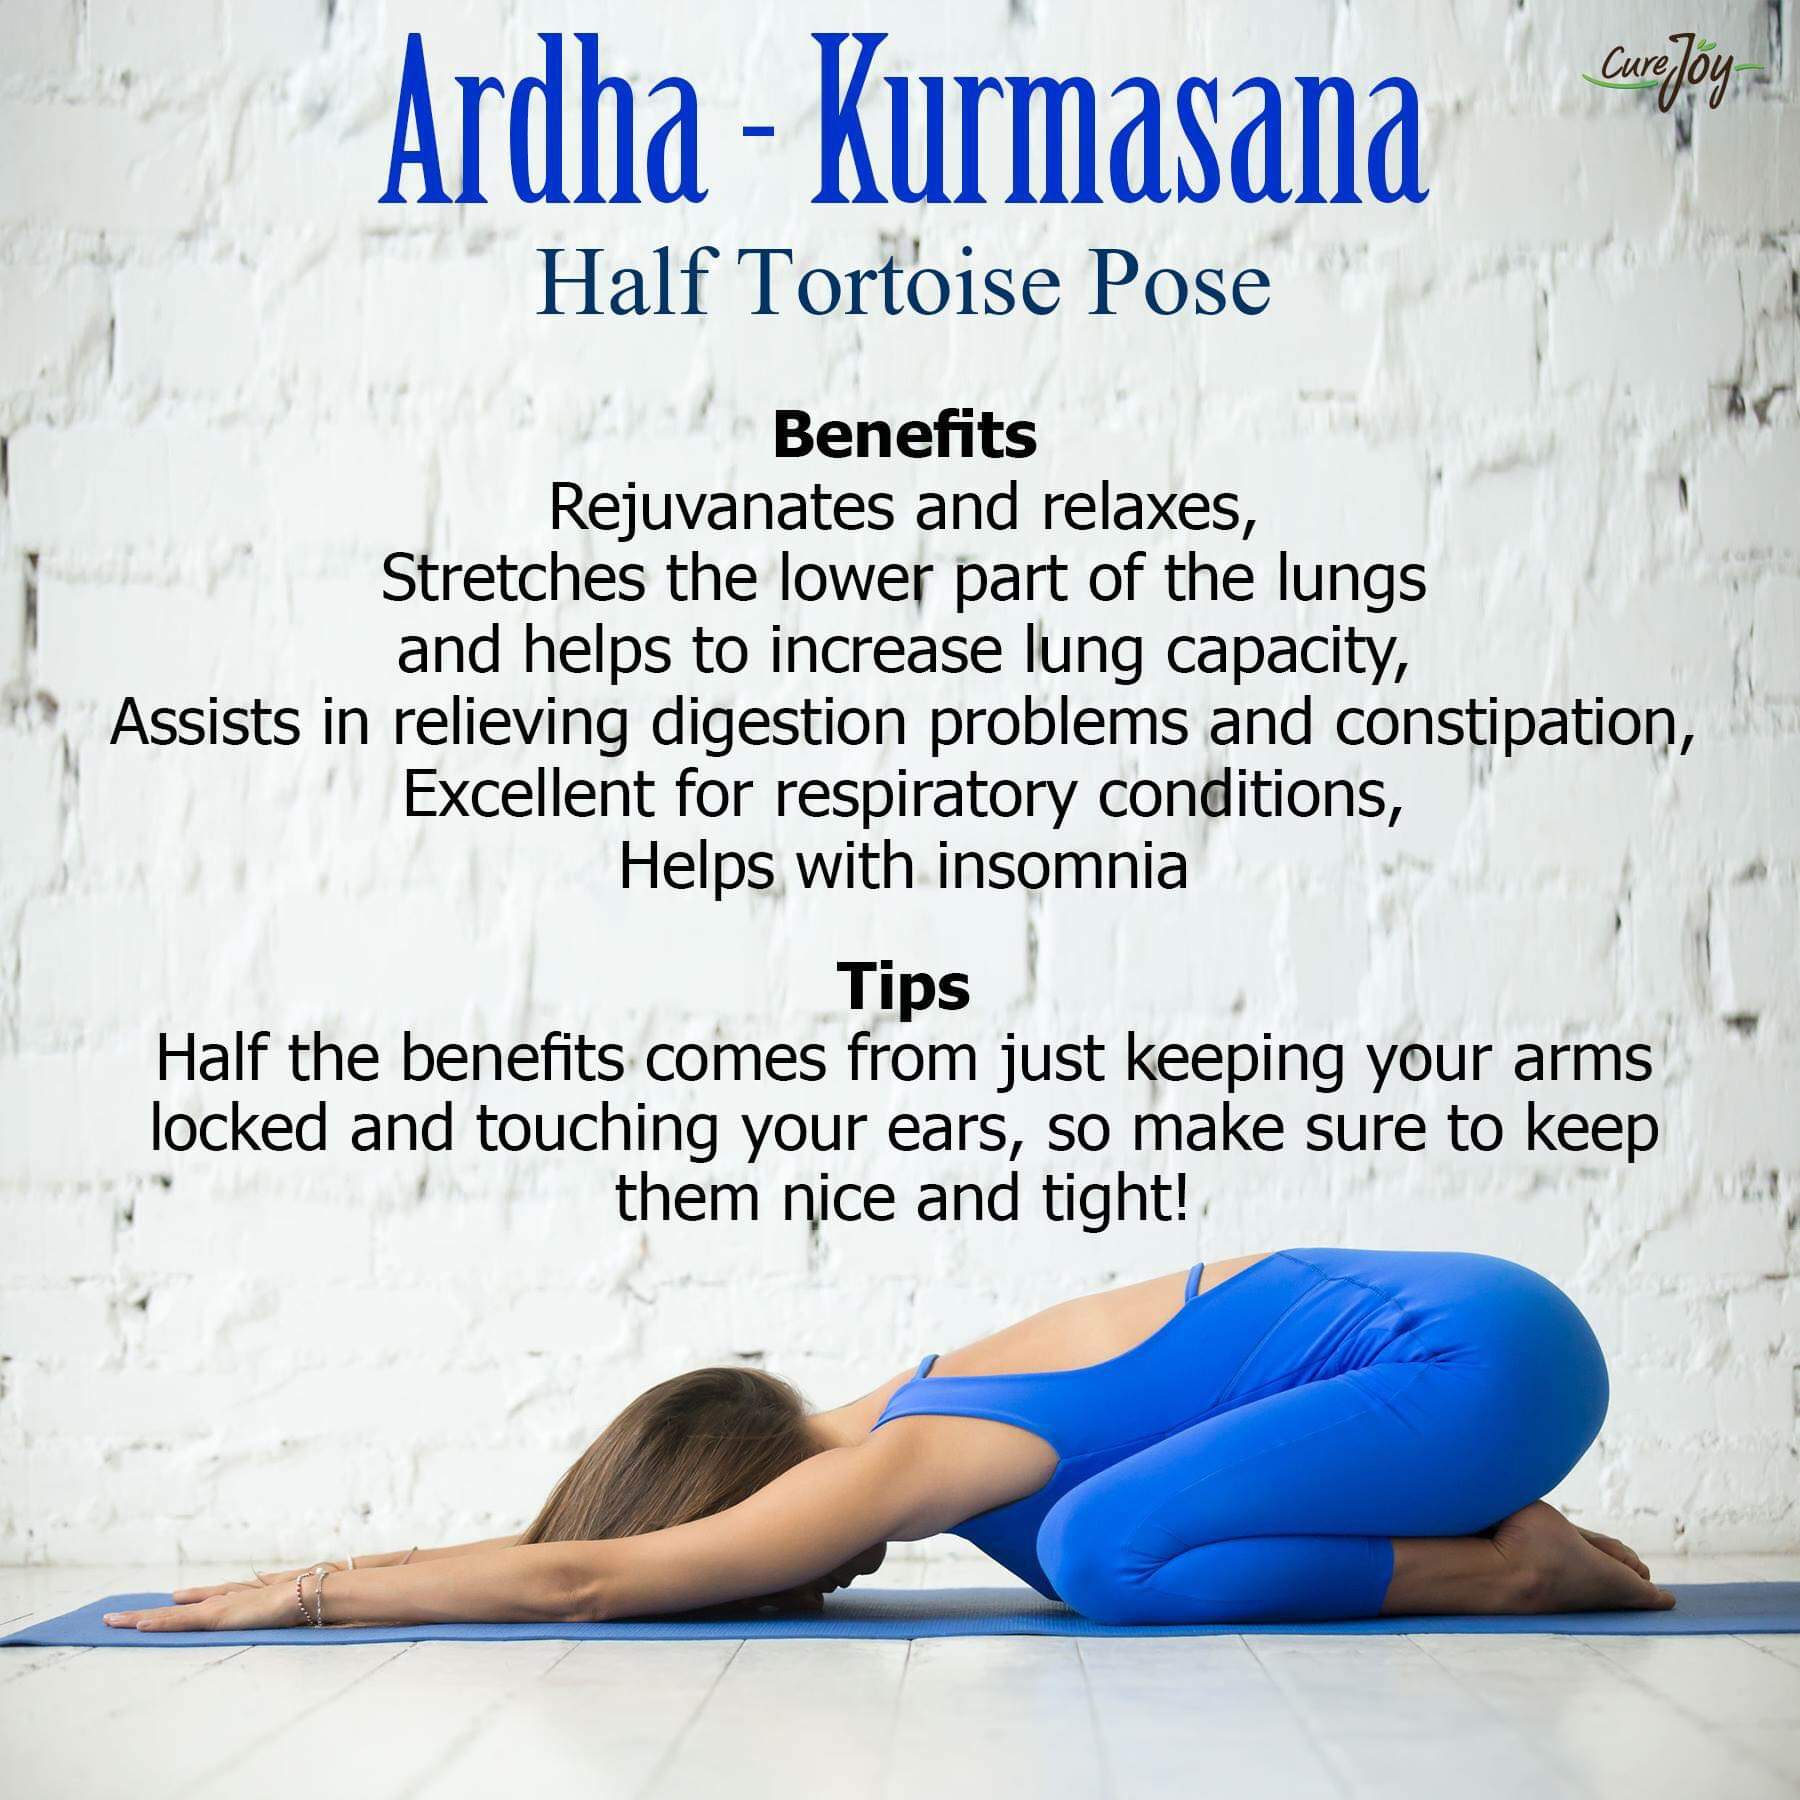 CureJoy
Ardha - Kurmasana
Half Tortoise Pose
Benefits
Rejuvanates and relaxes,
Stretches the lower part of the lungs
and helps to increase lung capacity,
Assists in relieving digestion problems and constipation,
Excellent for respiratory conditions,
Helps with insomnia
Tips
Half the benefits comes from just keeping your arms
locked and touching your ears, so make sure to keep
them nice and tight!